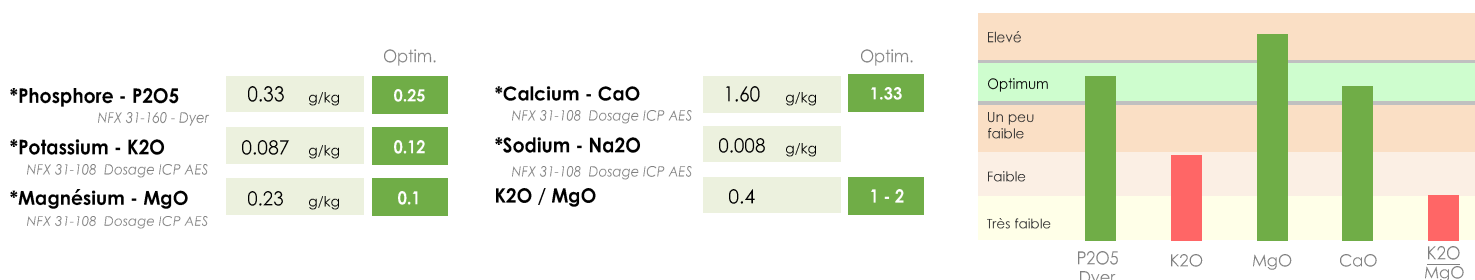 Optim.
*Phosphore - P2O5 0.33 g/kg 0.25
NFX 31-160 - Dyer
*Potassium - K2O 0.087 g/kg 0.12
NFX 31-108 Dosage ICP AES
*Magnésium - MgO 0.23 g/kg 0.1
NFX 31-108 Dosage ICP AES
Optim.
*Calcium - CaO 1.60 g/kg 1.33
NFX 31-108 Dosage ICP AES
*Sodium - Na2O 0.008 g/kg
NFX 31-108 Dosage ICP AES
K2O / MgO 0.4 1 - 2
Elevé
Optimum
Un peu
faible
Faible
Très faible
P2O5
Dyer
K2O
MgO
CaO
K2O
MgO